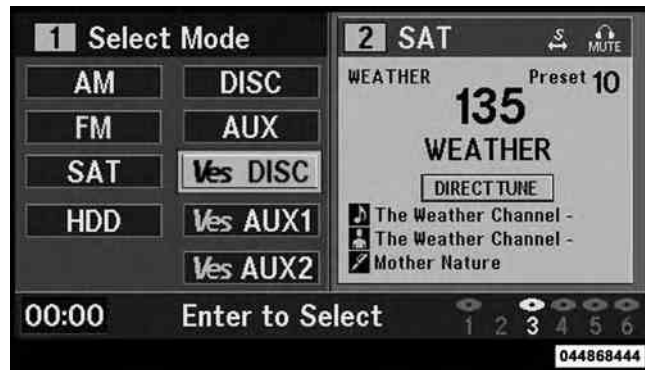 1 Select Mode
AM
FM
SAT
HDD
DISC
AUX
Ves DISC
Ves AUX1
Ves AUX2
2 SAT
S
MUTE
WEATHER
Preset 10
135
WEATHER
DIRECT TUNE
The Weather Channel -
The Weather Channel -
Mother Nature
00:00
Enter to Select
1 2 3 4 5 6
044868444